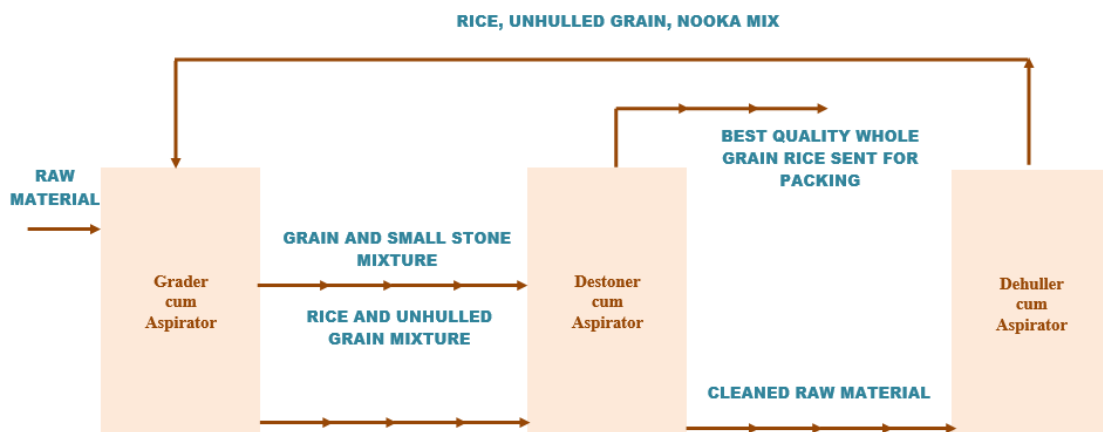 RICE, UNHULLED GRAIN, NOOKA MIX
BEST QUALITY WHOLE
GRAIN RICE SENT FOR
PACKING
RAW
MATERIAL
GRAIN AND SMALL STONE
MIXTURE
Grader
cum
Aspirator
Destoner
cum
Aspirator
Dehuller
cum
Aspirator
RICE AND UNHULLED
GRAIN MIXTURE
CLEANED RAW MATERIAL